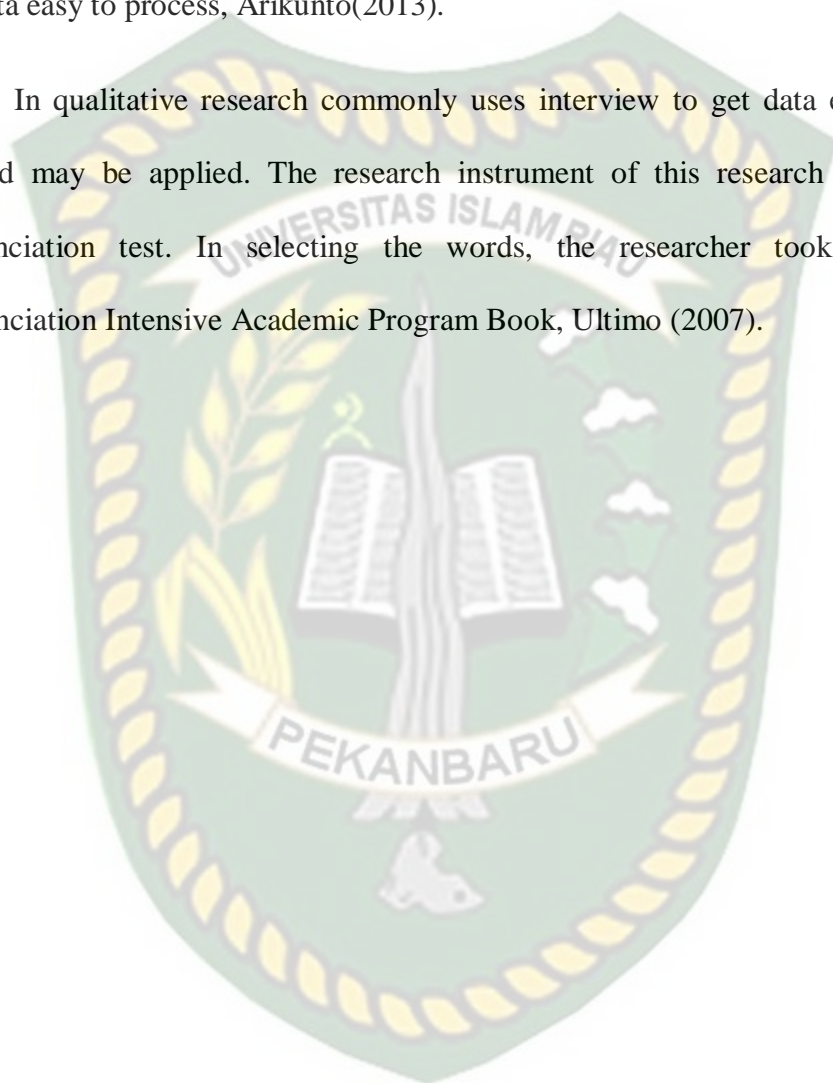 ta easy to process, Arikunto(2013).
In qualitative research commonly uses interview to get data
d may be applied. The research instrument of this research
nciation test. In selecting the words, the researcher took
nciation Intensive Academic Program Book, Ultimo (2007).
UNIVERSITAS ISLAM RIAU
PEKANBARU